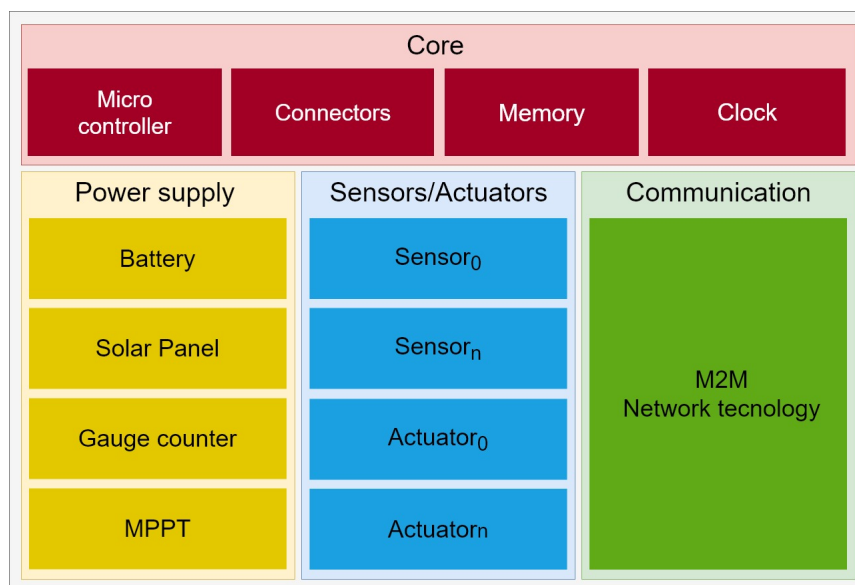 Core
Micro
controller
Connectors
Memory
Clock
Power supply
Battery
Solar Panel
Gauge counter
MPPT
Sensors/Actuators
Sensor₀
Sensorₙ
Actuator₀
Actuatorₙ
Communication
M2M
Network tecnology